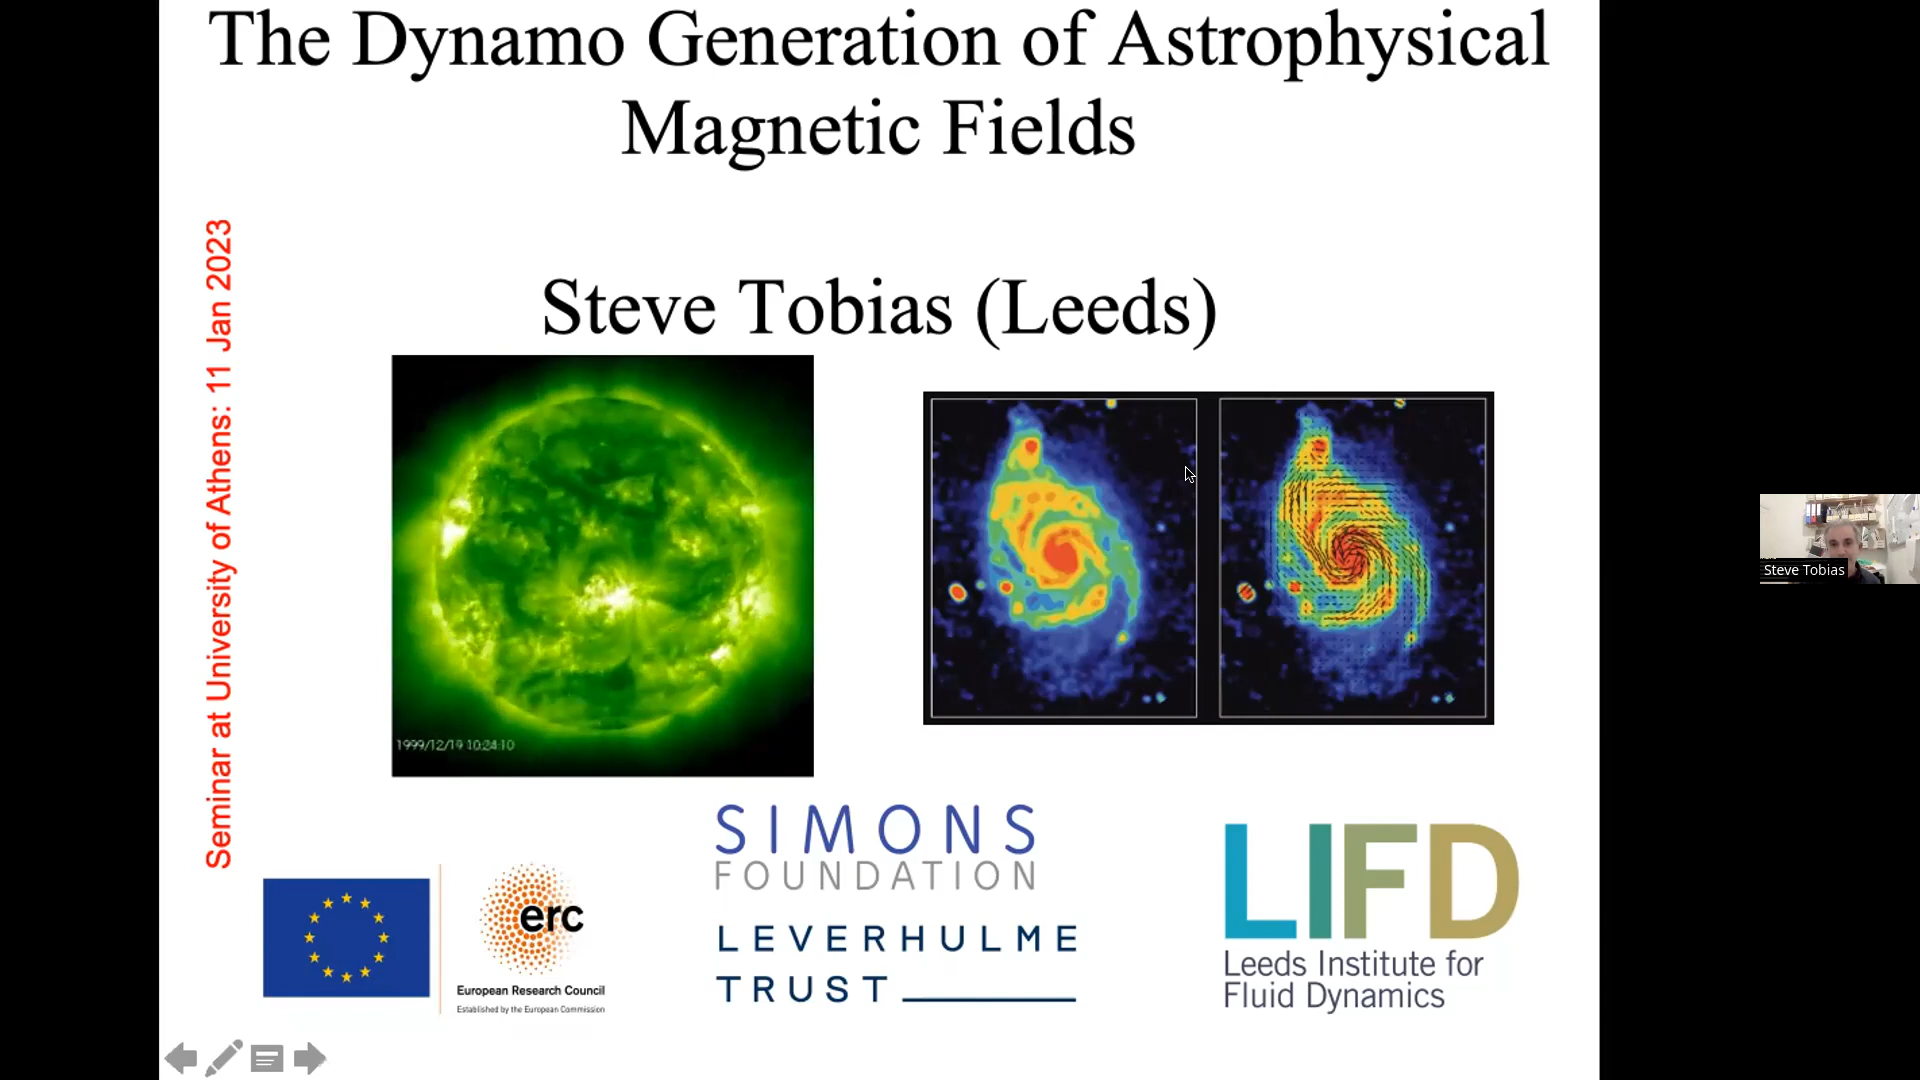 The Dynamo Generation of Astrophysical
Magnetic Fields
Seminar at University of Athens: 11 Jan 2023
Steve Tobias (Leeds)
1999/12/19 10:24:10
Steve Tobias
SIMONS
FOUNDATION
LEVERHULME
TRUST
erc
European Research Council
Established by the European Commission
LIFD
Leeds Institute for
Fluid Dynamics